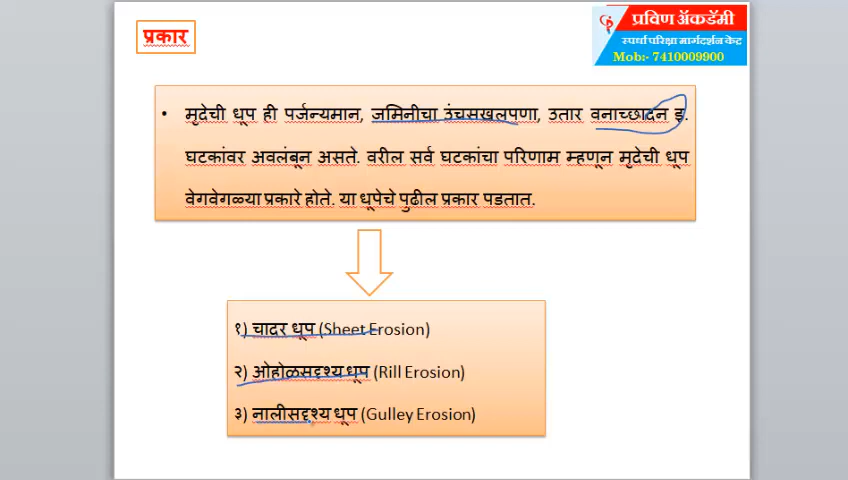 प्रकार
प्रविण ॲकडॅमी
स्पर्धा परिक्षा मार्गदर्शन केंद्र
Mob:- 7410009900
• मृदेची धूप ही पर्जन्यमान, जमिनीचा उंचसखलपणा, उतार वनाच्छादन इ.
घटकांवर अवलंबून असते. वरील सर्व घटकांचा परिणाम म्हणून मृदेची धूप
वेगवेगळ्या प्रकारे होते. या धूपेचे पुढील प्रकार पडतात.
१) चादर धूप (Sheet Erosion)
२) ओहोळसदृश्य धूप (Rill Erosion)
३) नालीसदृश्य धूप (Gulley Erosion)